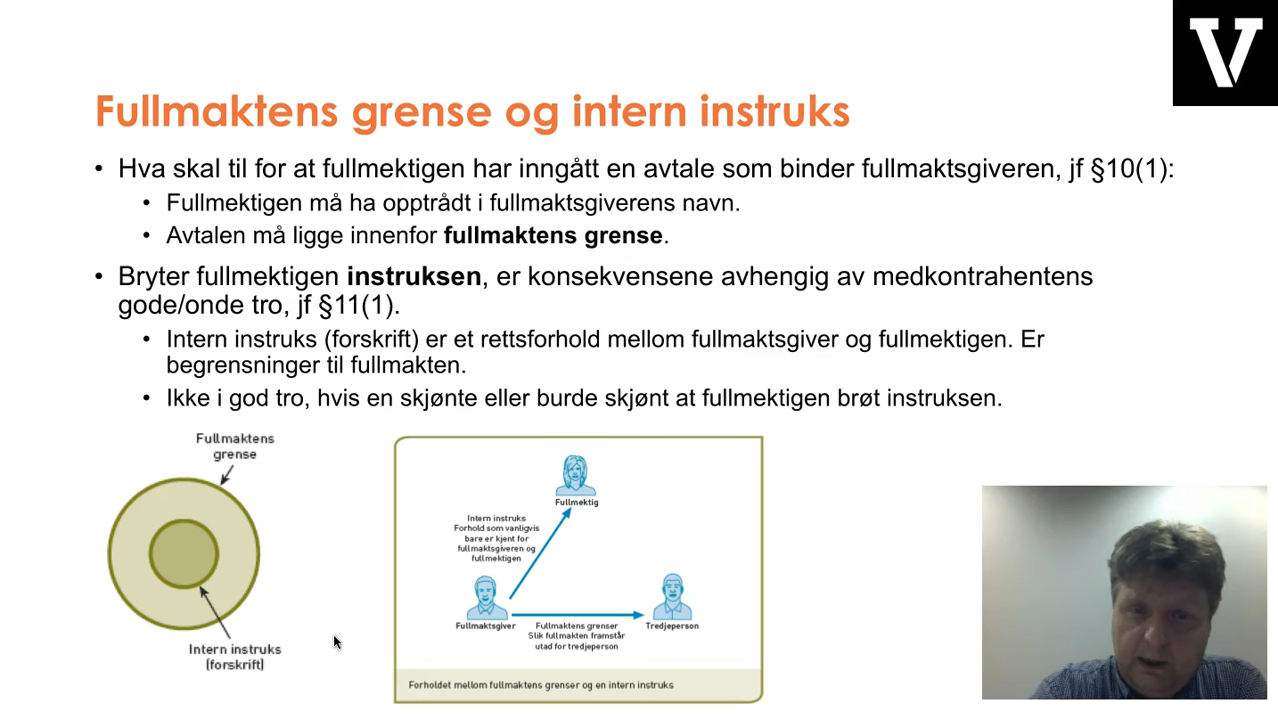 V
Fullmaktens grense og intern instruks
• Hva skal til for at fullmektigen har inngått en avtale som binder fullmaktsgiveren, jf §10(1):
• Fullmektigen må ha opptrådt i fullmaktsgiverens navn.
• Avtalen må ligge innenfor fullmaktens grense.
• Bryter fullmektigen instruksen, er konsekvensene avhengig av medkontrahentens
gode/onde tro, jf §11(1).
• Intern instruks (forskrift) er et rettsforhold mellom fullmaktsgiver og fullmektigen. Er
begrensninger til fullmakten.
• Ikke i god tro, hvis en skjønte eller burde skjønt at fullmektigen brøt instruksen.
Fullmaktens
grense
Intern instruks
(forskrift)
Fullmektig
Intern instruks
Forhold som vanligvis
bare er kjent for
fullmaktsgiveren og
fullmektigen
Fullmaktsgiver
Fullmaktens grenser
Slik fullmakten framstår
utad for tredjeperson
Tredjeperson
Forholdet mellom fullmaktens grenser og en intern instruks